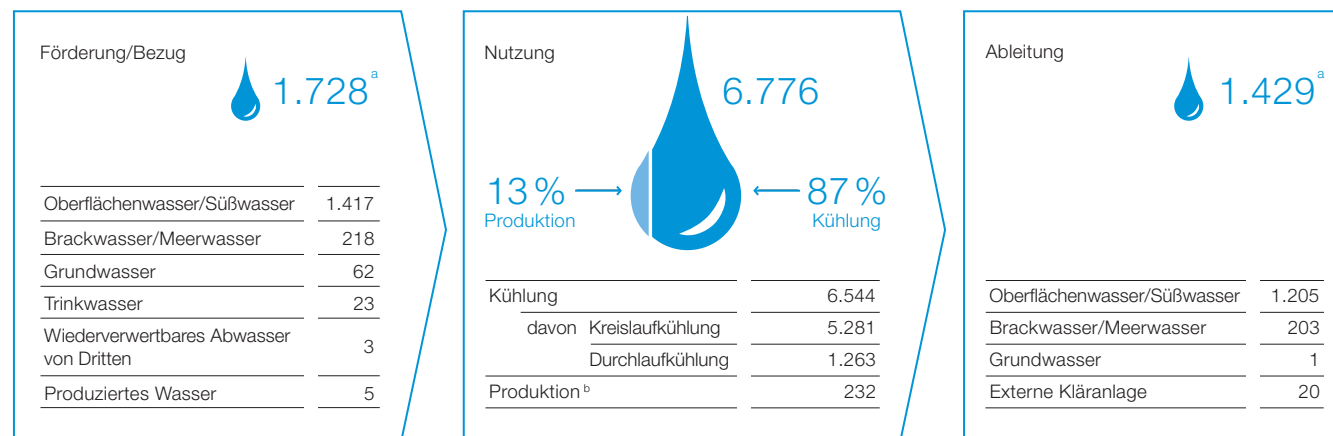 Förderung/Bezug
1.728 a
Oberflächenwasser/Süßwasser 1.417
Brackwasser/Meerwasser 218
Grundwasser 62
Trinkwasser 23
Wiederverwertbares Abwasser
von Dritten 3
Produziertes Wasser 5
Nutzung
6.776
13 % 87 %
Produktion Kühlung
Kühlung 6.544
davon Kreislaufkühlung 5.281
Durchlaufkühlung 1.263
Produktion b 232
Ableitung
1.429 a
Oberflächenwasser/Süßwasser 1.205
Brackwasser/Meerwasser 203
Grundwasser 1
Externe Kläranlage 20